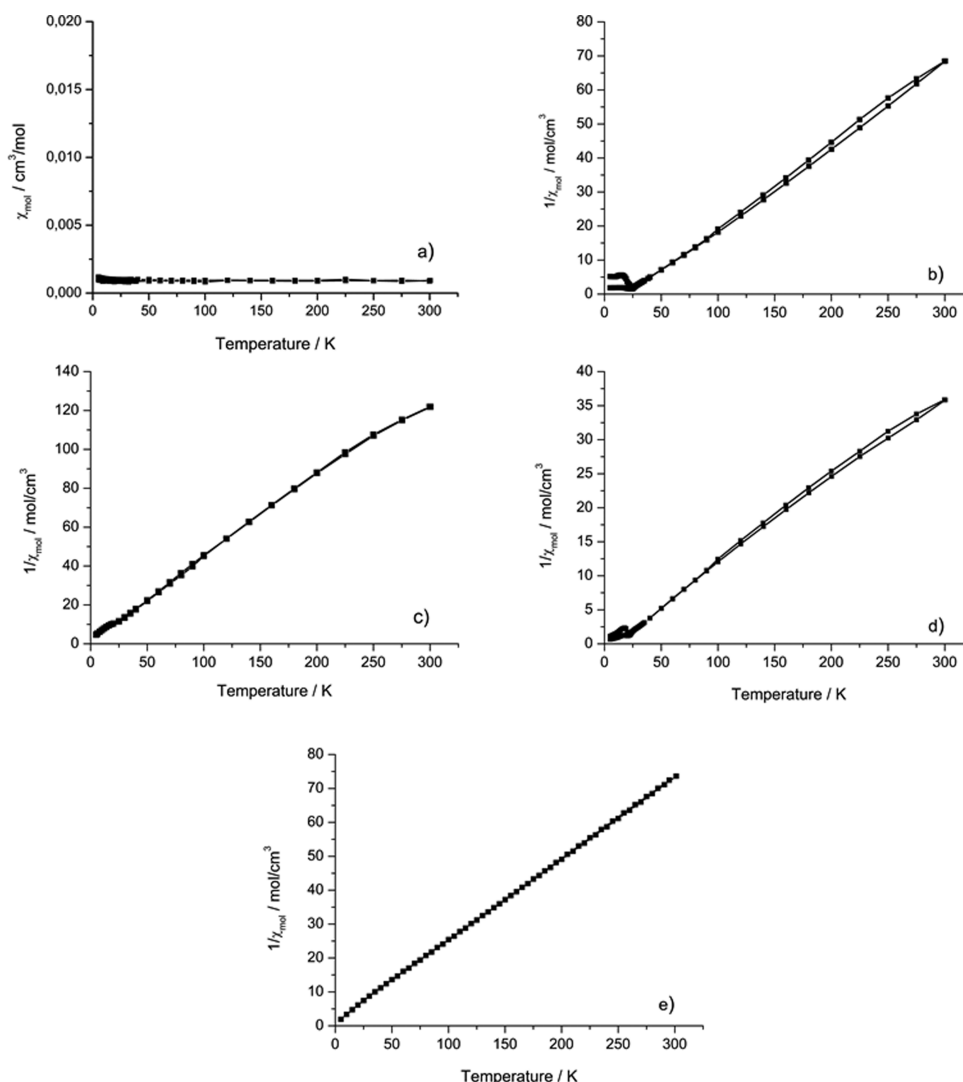 0,020
0,015
0,010
0,005
0,000
χmol / cm³/mol
0 50 100 150 200 250 300
Temperature / K
a)
80
70
60
50
40
30
20
10
0
1/χmol / mol/cm³
0 50 100 150 200 250 300
Temperature / K
b)
140
120
100
80
60
40
20
0
1/χmol / mol/cm³
0 50 100 150 200 250 300
Temperature / K
c)
40
35
30
25
20
15
10
5
0
1/χmol / mol/cm³
0 50 100 150 200 250 300
Temperature / K
d)
80
70
60
50
40
30
20
10
0
1/χmol / mol/cm³
0 50 100 150 200 250 300
Temperature / K
e)